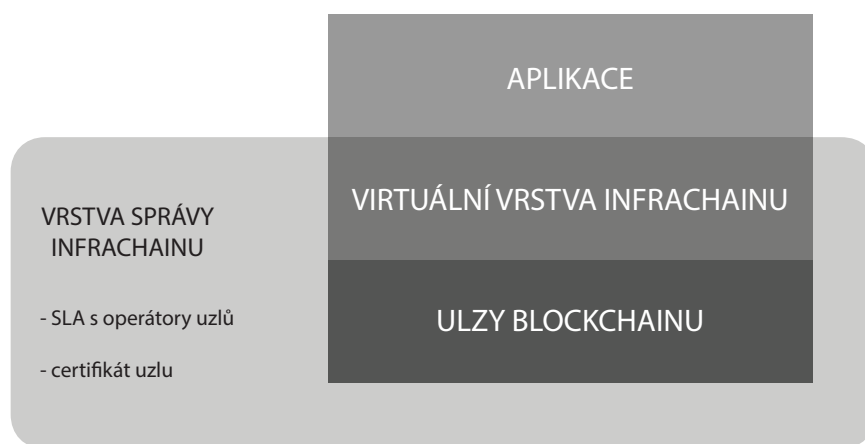 APLIKACE
VIRTUÁLNÍ VRSTVA INFRACHAINU
VRSTVA SPRÁVY
INFRACHAINU
- SLA s operátory uzlů
ULZY BLOCKCHAINU
- certifikát uzlu